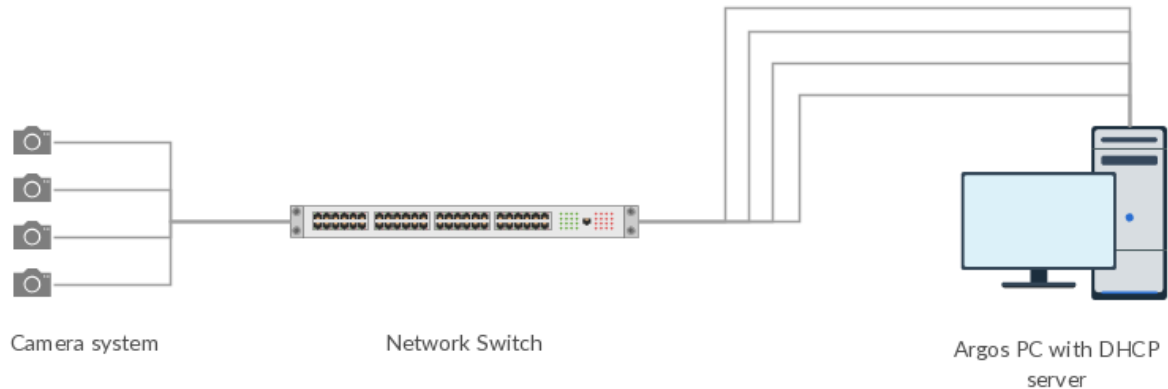 Camera system
Network Switch
Argos PC with DHCP
server